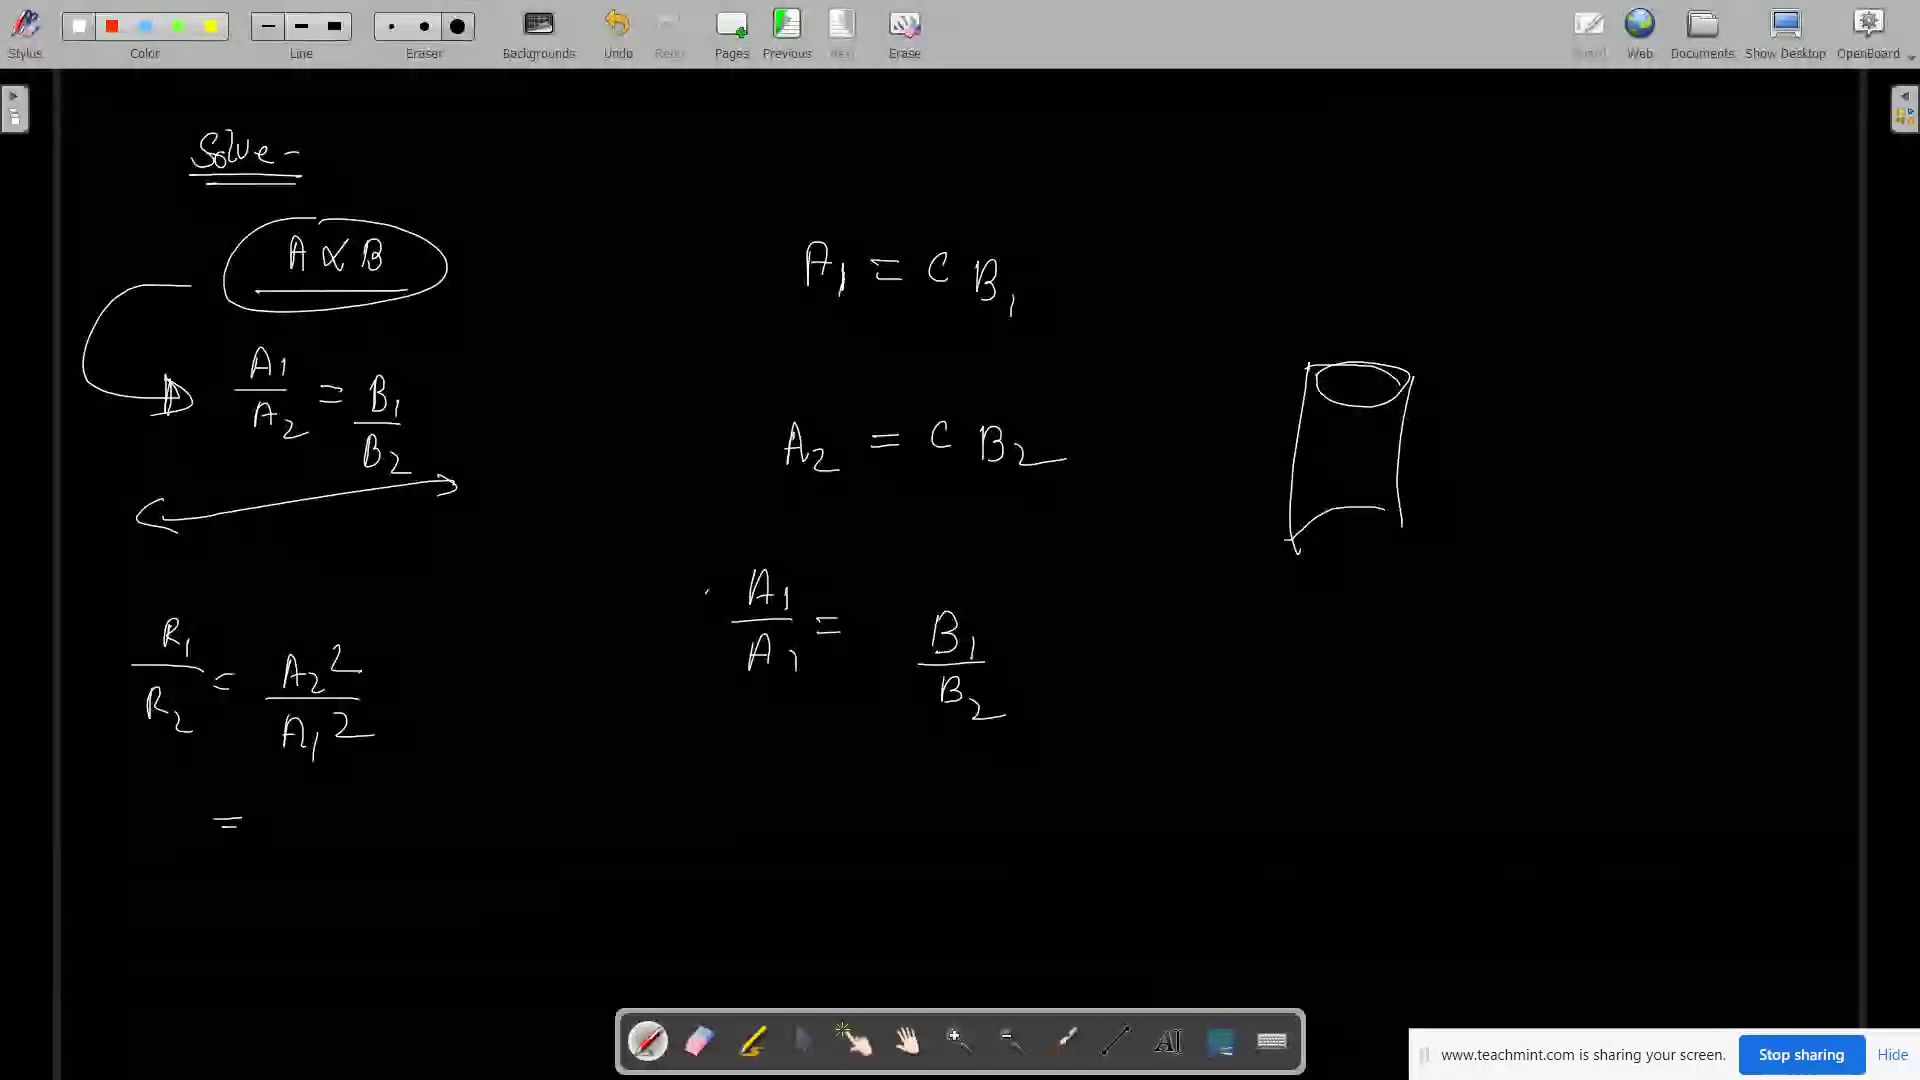 Stylus Color Line Eraser Backgrounds Undo Redo Pages Previous Next Erase Board Web Documents Show Desktop OpenBoard
Solve -
A ∝ B
A1/A2 = B1/B2
R1/R2 = A2²/A1²
=
A1 = C B1
A2 = C B2
A1/A2 = B1/B2
www.teachmint.com is sharing your screen. Stop sharing Hide